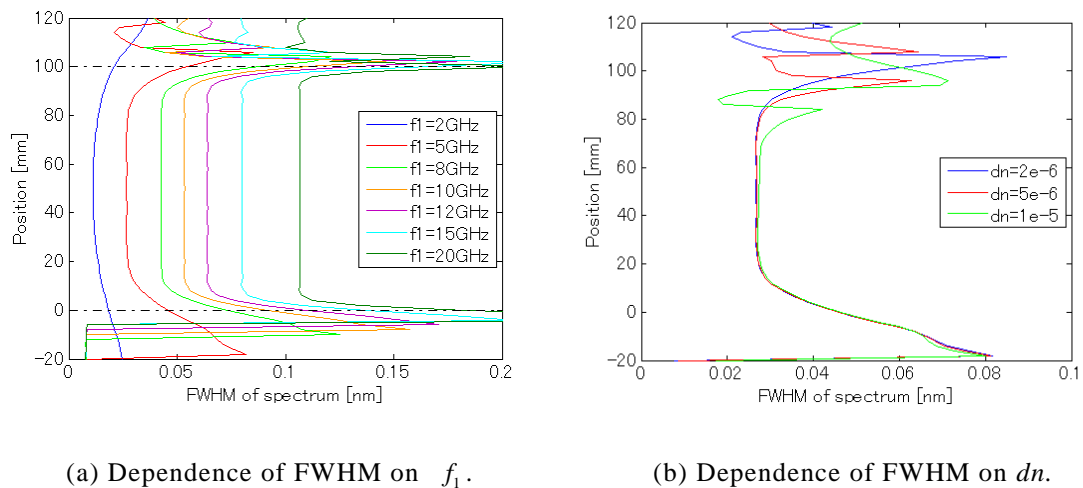 120
100
80
60
40
20
0
−20
Position [mm]
0
0.05
0.1
0.15
0.2
FWHM of spectrum [nm]
f1=2GHz
f1=5GHz
f1=8GHz
f1=10GHz
f1=12GHz
f1=15GHz
f1=20GHz
120
100
80
60
40
20
0
−20
Position [mm]
0
0.02
0.04
0.06
0.08
0.1
FWHM of spectrum [nm]
dn=2e-6
dn=5e-6
dn=1e-5
(a) Dependence of FWHM on f₁.
(b) Dependence of FWHM on dn.